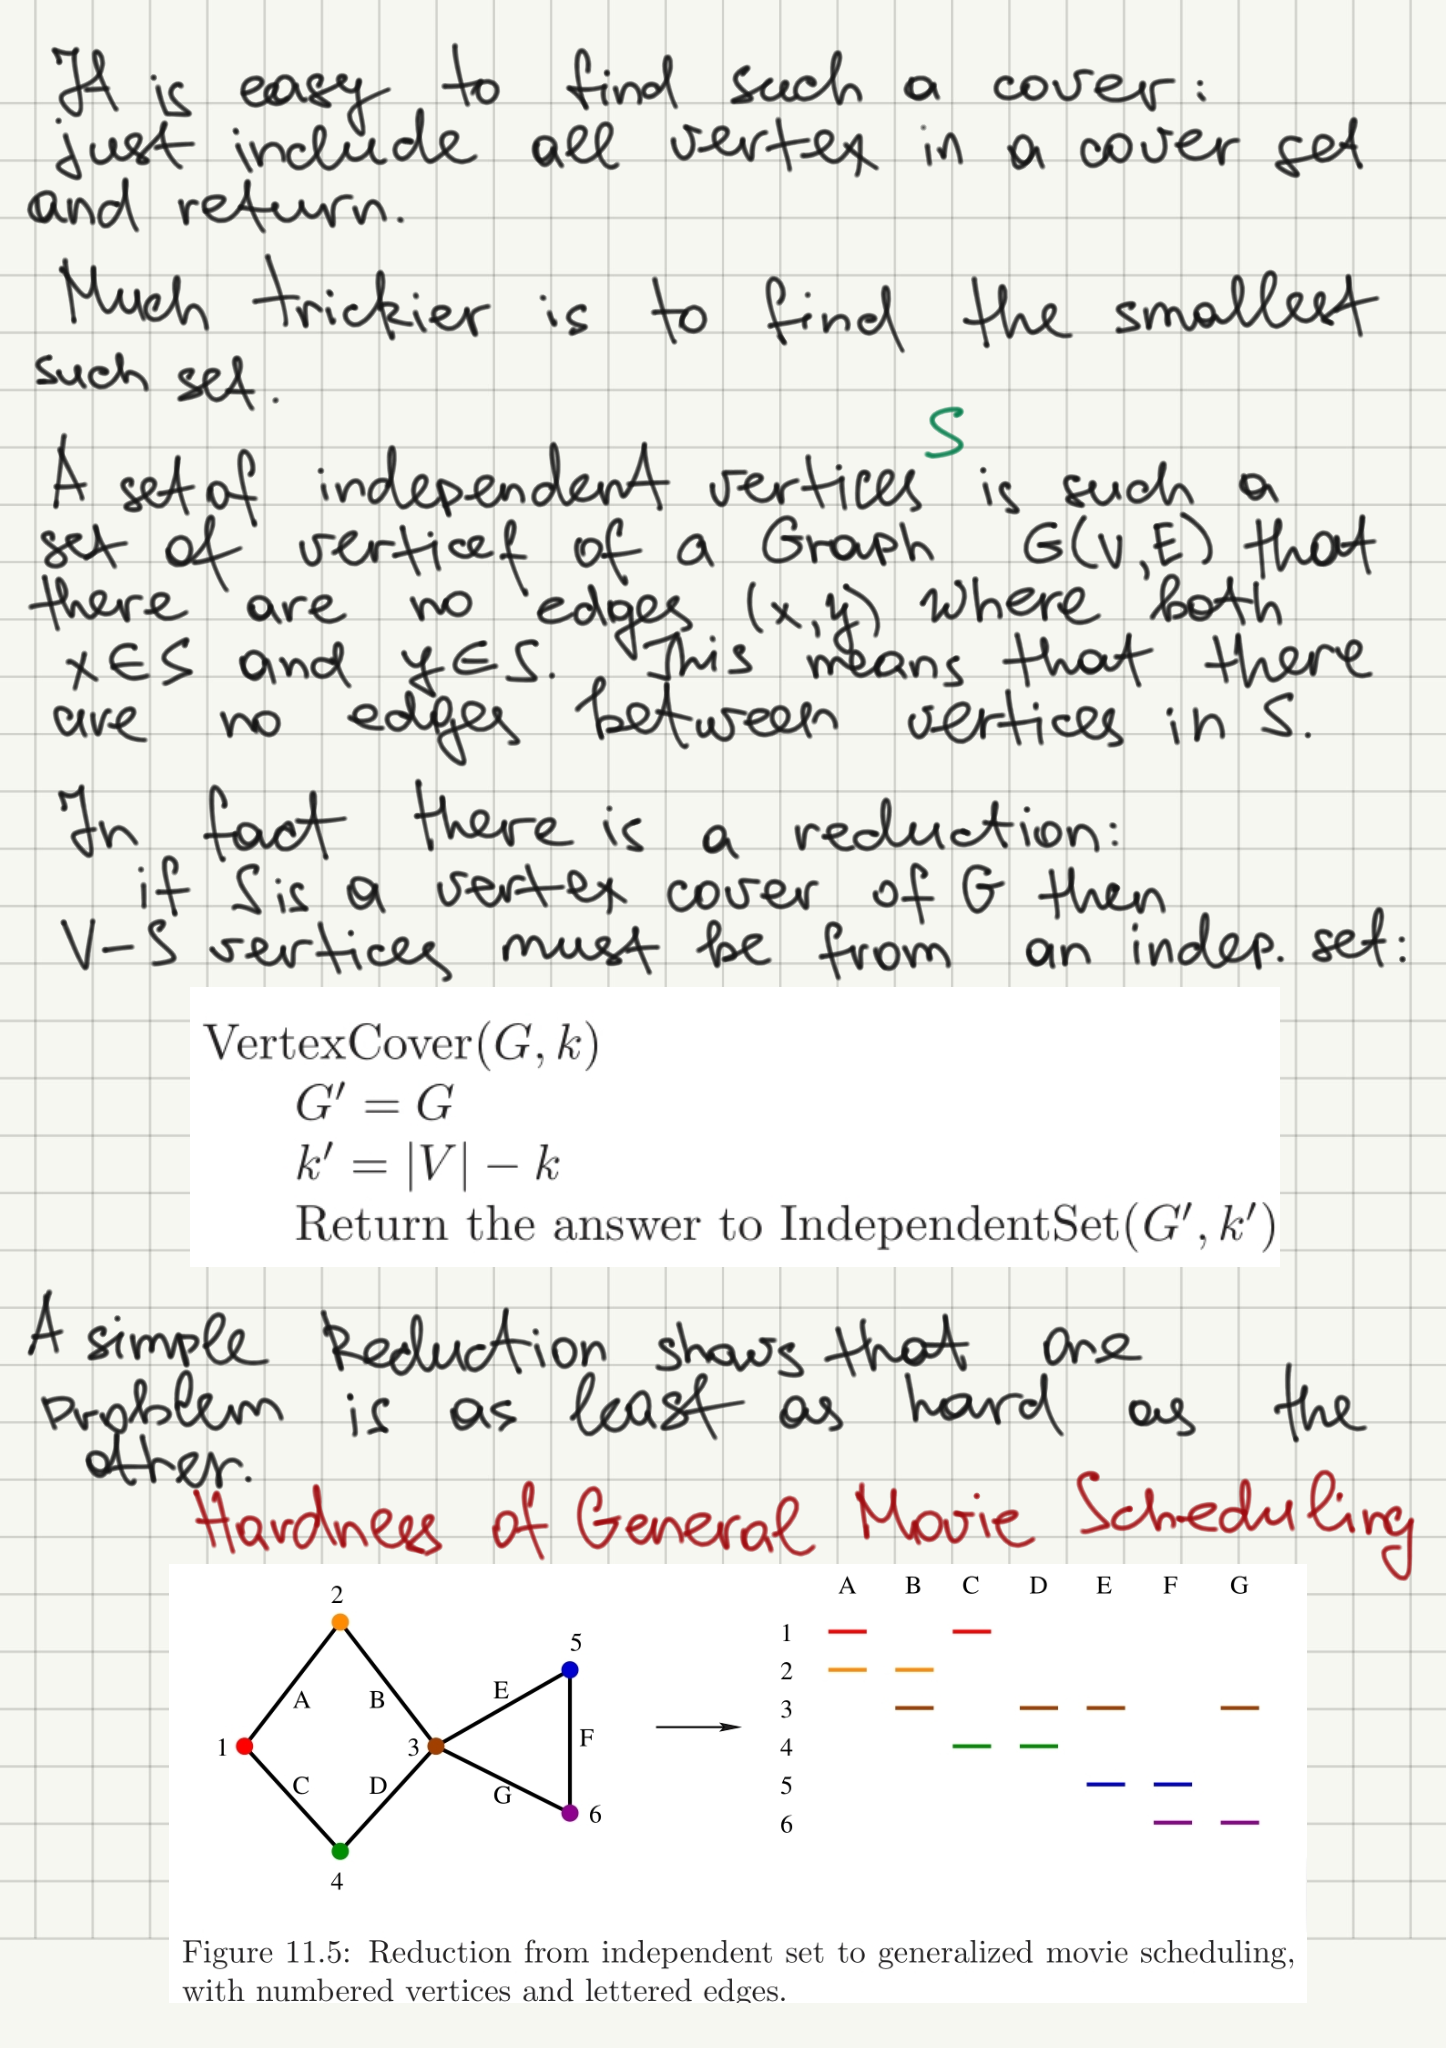 It is easy to find such a cover:
just include all vertex in a cover set
and return.
Much trickier is to find the smallest
such set.
S
A set of independent vertices is such a
set of verticef of a Graph G(V,E) that
there are no edges (x,y) where both
x∈S and y∈S. This means that there
are no edges between vertices in S.
In fact there is a reduction:
if S is a vertex cover of G then
V-S vertices must be from an indep. set:
VertexCover(G, k)
G′ = G
k′ = |V| − k
Return the answer to IndependentSet(G′, k′)
A simple Reduction shows that one
problem is as least as hard as the
other.
Hardness of General Movie Scheduling
2
5
A B E
1 3 F
C D G
6
4
A B C D E F G
1
2
3
4
5
6
Figure 11.5: Reduction from independent set to generalized movie scheduling,
with numbered vertices and lettered edges.